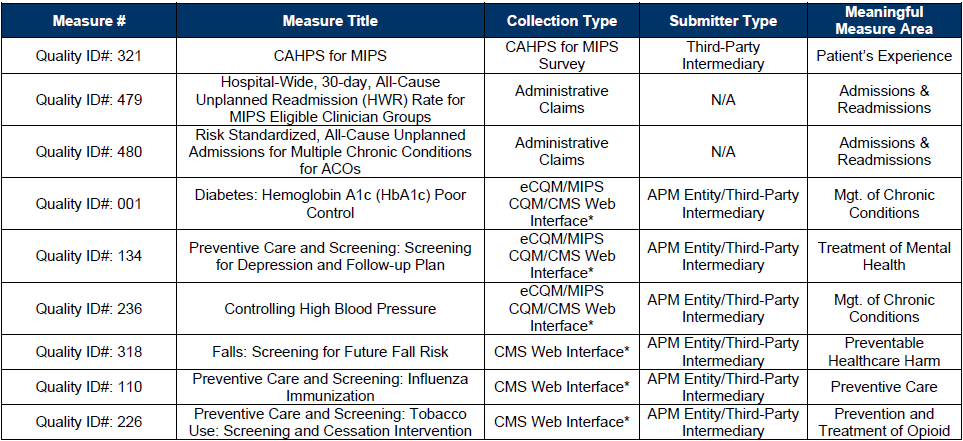 Measure # Measure Title Collection Type Submitter Type Meaningful
Measure Area
Quality ID#: 321 CAHPS for MIPS CAHPS for MIPS
Survey Third-Party
Intermediary Patient's Experience
Quality ID#: 479 Hospital-Wide, 30-day, All-Cause
Unplanned Readmission (HWR) Rate for
MIPS Eligible Clinician Groups Administrative
Claims N/A Admissions &
Readmissions
Quality ID#: 480 Risk Standardized, All-Cause Unplanned
Admissions for Multiple Chronic Conditions
for ACOs Administrative
Claims N/A Admissions &
Readmissions
Quality ID#: 001 Diabetes: Hemoglobin A1c (HbA1c) Poor
Control eCQM/MIPS
CQM/CMS Web
Interface* APM Entity/Third-Party
Intermediary Mgt. of Chronic
Conditions
Quality ID#: 134 Preventive Care and Screening: Screening
for Depression and Follow-up Plan eCQM/MIPS
CQM/CMS Web
Interface* APM Entity/Third-Party
Intermediary Treatment of Mental
Health
Quality ID#: 236 Controlling High Blood Pressure eCQM/MIPS
CQM/CMS Web
Interface* APM Entity/Third-Party
Intermediary Mgt. of Chronic
Conditions
Quality ID#: 318 Falls: Screening for Future Fall Risk CMS Web Interface* APM Entity/Third-Party
Intermediary Preventable
Healthcare Harm
Quality ID#: 110 Preventive Care and Screening: Influenza
Immunization CMS Web Interface* APM Entity/Third-Party
Intermediary Preventive Care
Quality ID#: 226 Preventive Care and Screening: Tobacco
Use: Screening and Cessation Intervention CMS Web Interface* APM Entity/Third-Party
Intermediary Prevention and
Treatment of Opioid